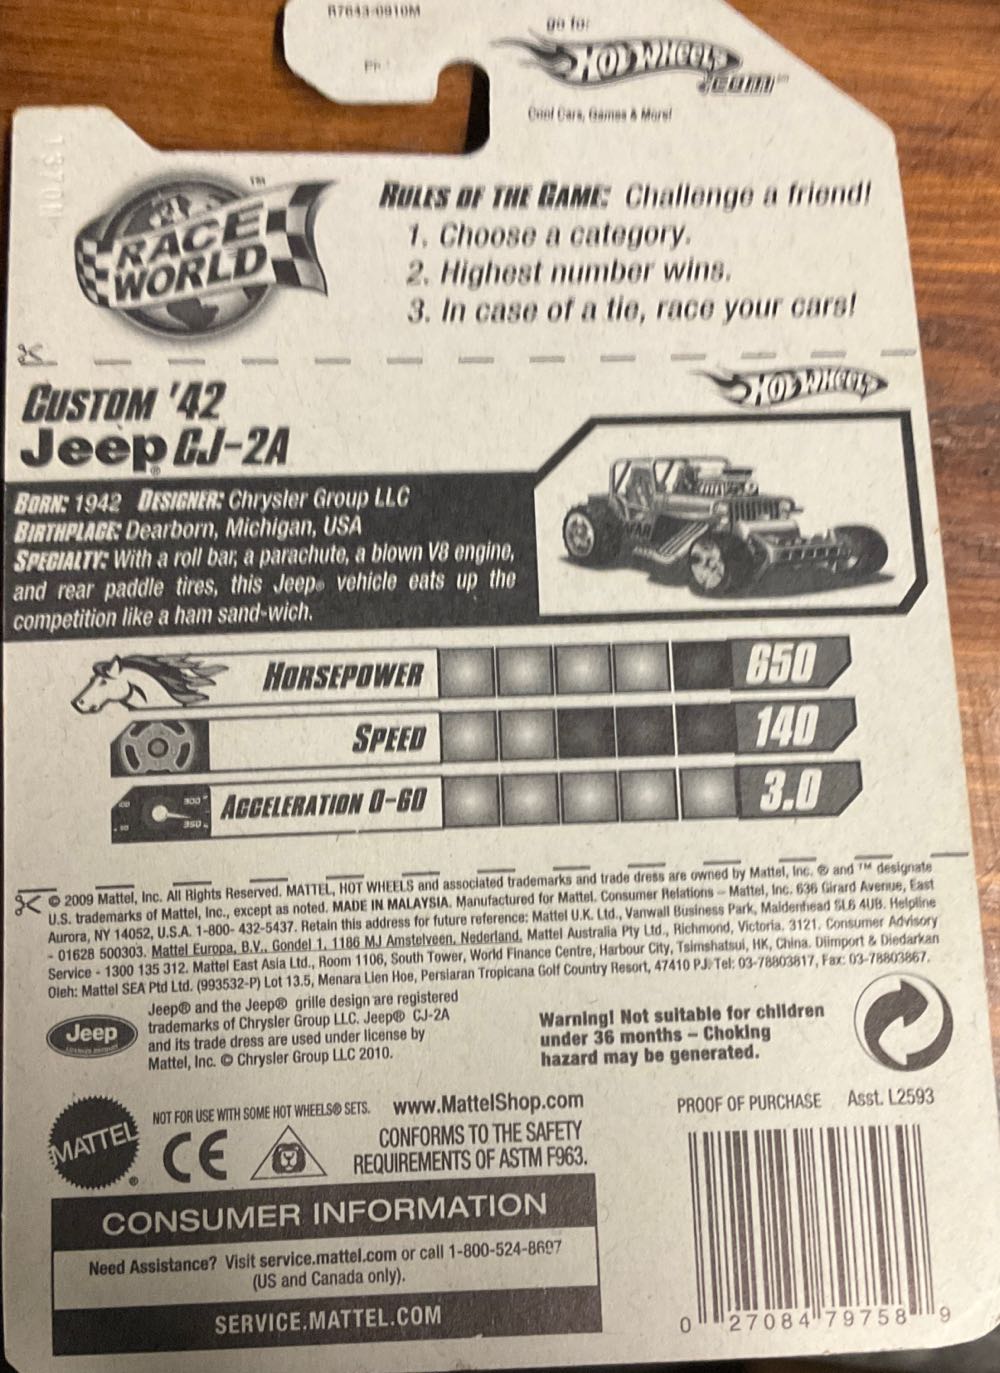 R7643-0910M
go to:
HOT WHEELS
.COM™
Cool Cars, Games & More!
™
RACE
WORLD
RULES OF THE GAME: Challenge a friend!
1. Choose a category.
2. Highest number wins.
3. In case of a tie, race your cars!
CUSTOM '42
Jeep® CJ-2A
HOT WHEELS
BORN: 1942 DESIGNER: Chrysler Group LLC
BIRTHPLACE: Dearborn, Michigan, USA
SPECIALTY: With a roll bar, a parachute, a blown V8 engine,
and rear paddle tires, this Jeep® vehicle eats up the
competition like a ham sand-wich.
HORSEPOWER 650
SPEED 140
ACCELERATION 0-60 3.0
© 2009 Mattel, Inc. All Rights Reserved. MATTEL, HOT WHEELS and associated trademarks and trade dress are owned by Mattel, Inc. ® and ™ designate
U.S. trademarks of Mattel, Inc., except as noted. MADE IN MALAYSIA. Manufactured for Mattel. Consumer Relations – Mattel, Inc. 636 Girard Avenue, East
Aurora, NY 14052, U.S.A. 1-800- 432-5437. Retain this address for future reference: Mattel U.K. Ltd., Vanwall Business Park, Maidenhead SL6 4UB. Helpline
- 01628 500303. Mattel Europa, B.V., Gondel 1, 1186 MJ Amstelveen, Nederland. Mattel Australia Pty Ltd., Richmond, Victoria. 3121. Consumer Advisory
Service - 1300 135 312. Mattel East Asia Ltd., Room 1106, South Tower, World Finance Centre, Harbour City, Tsimshatsui, HK, China. Diimport & Diedarkan
Oleh: Mattel SEA Ptd Ltd. (993532-P) Lot 13.5, Menara Lien Hoe, Persiaran Tropicana Golf Country Resort, 47410 PJ. Tel: 03-78803817, Fax: 03-78803867.
Jeep
Jeep® and the Jeep® grille design are registered
trademarks of Chrysler Group LLC. Jeep® CJ-2A
and its trade dress are used under license by
Mattel, Inc. © Chrysler Group LLC 2010.
Warning! Not suitable for children
under 36 months – Choking
hazard may be generated.
MATTEL®
NOT FOR USE WITH SOME HOT WHEELS® SETS.
www.MattelShop.com
CE
CONFORMS TO THE SAFETY
REQUIREMENTS OF ASTM F963.
PROOF OF PURCHASE Asst. L2593
CONSUMER INFORMATION
Need Assistance? Visit service.mattel.com or call 1-800-524-8697
(US and Canada only).
SERVICE.MATTEL.COM
0 27084 79758 9